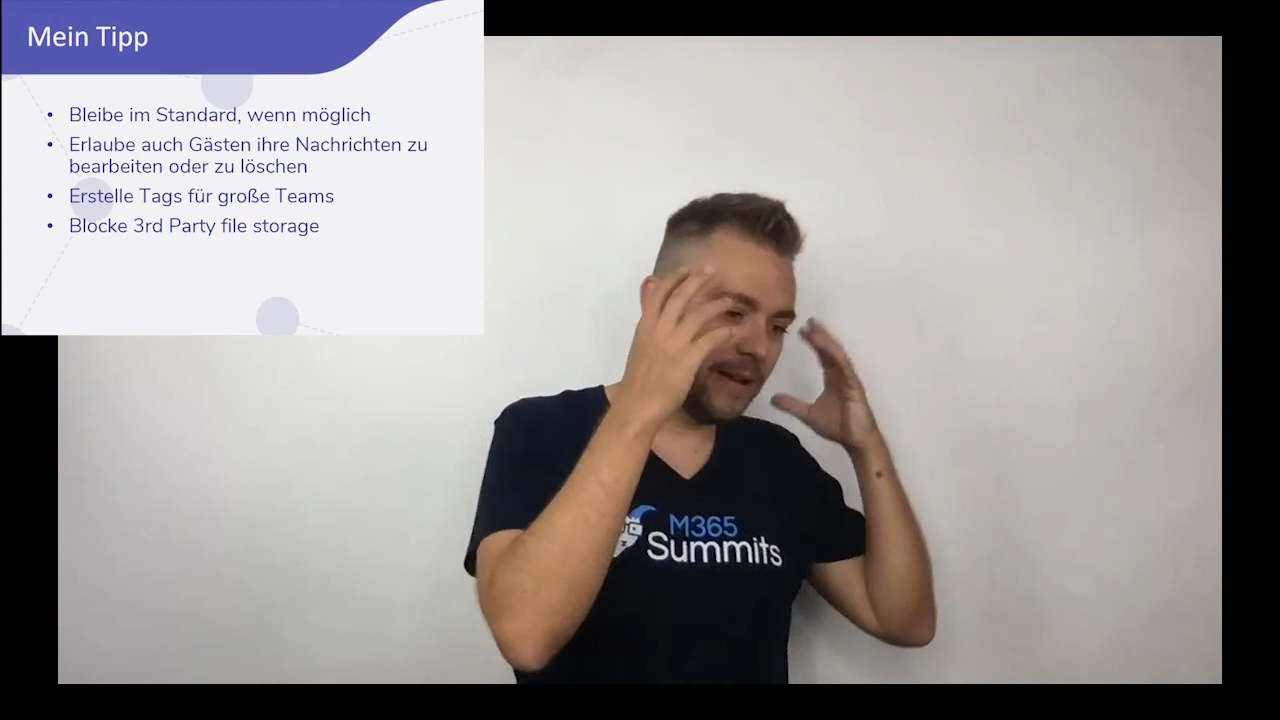 Mein Tipp
• Bleibe im Standard, wenn möglich
• Erlaube auch Gästen ihre Nachrichten zu
bearbeiten oder zu löschen
• Erstelle Tags für große Teams
• Blocke 3rd Party file storage
M365
Summits